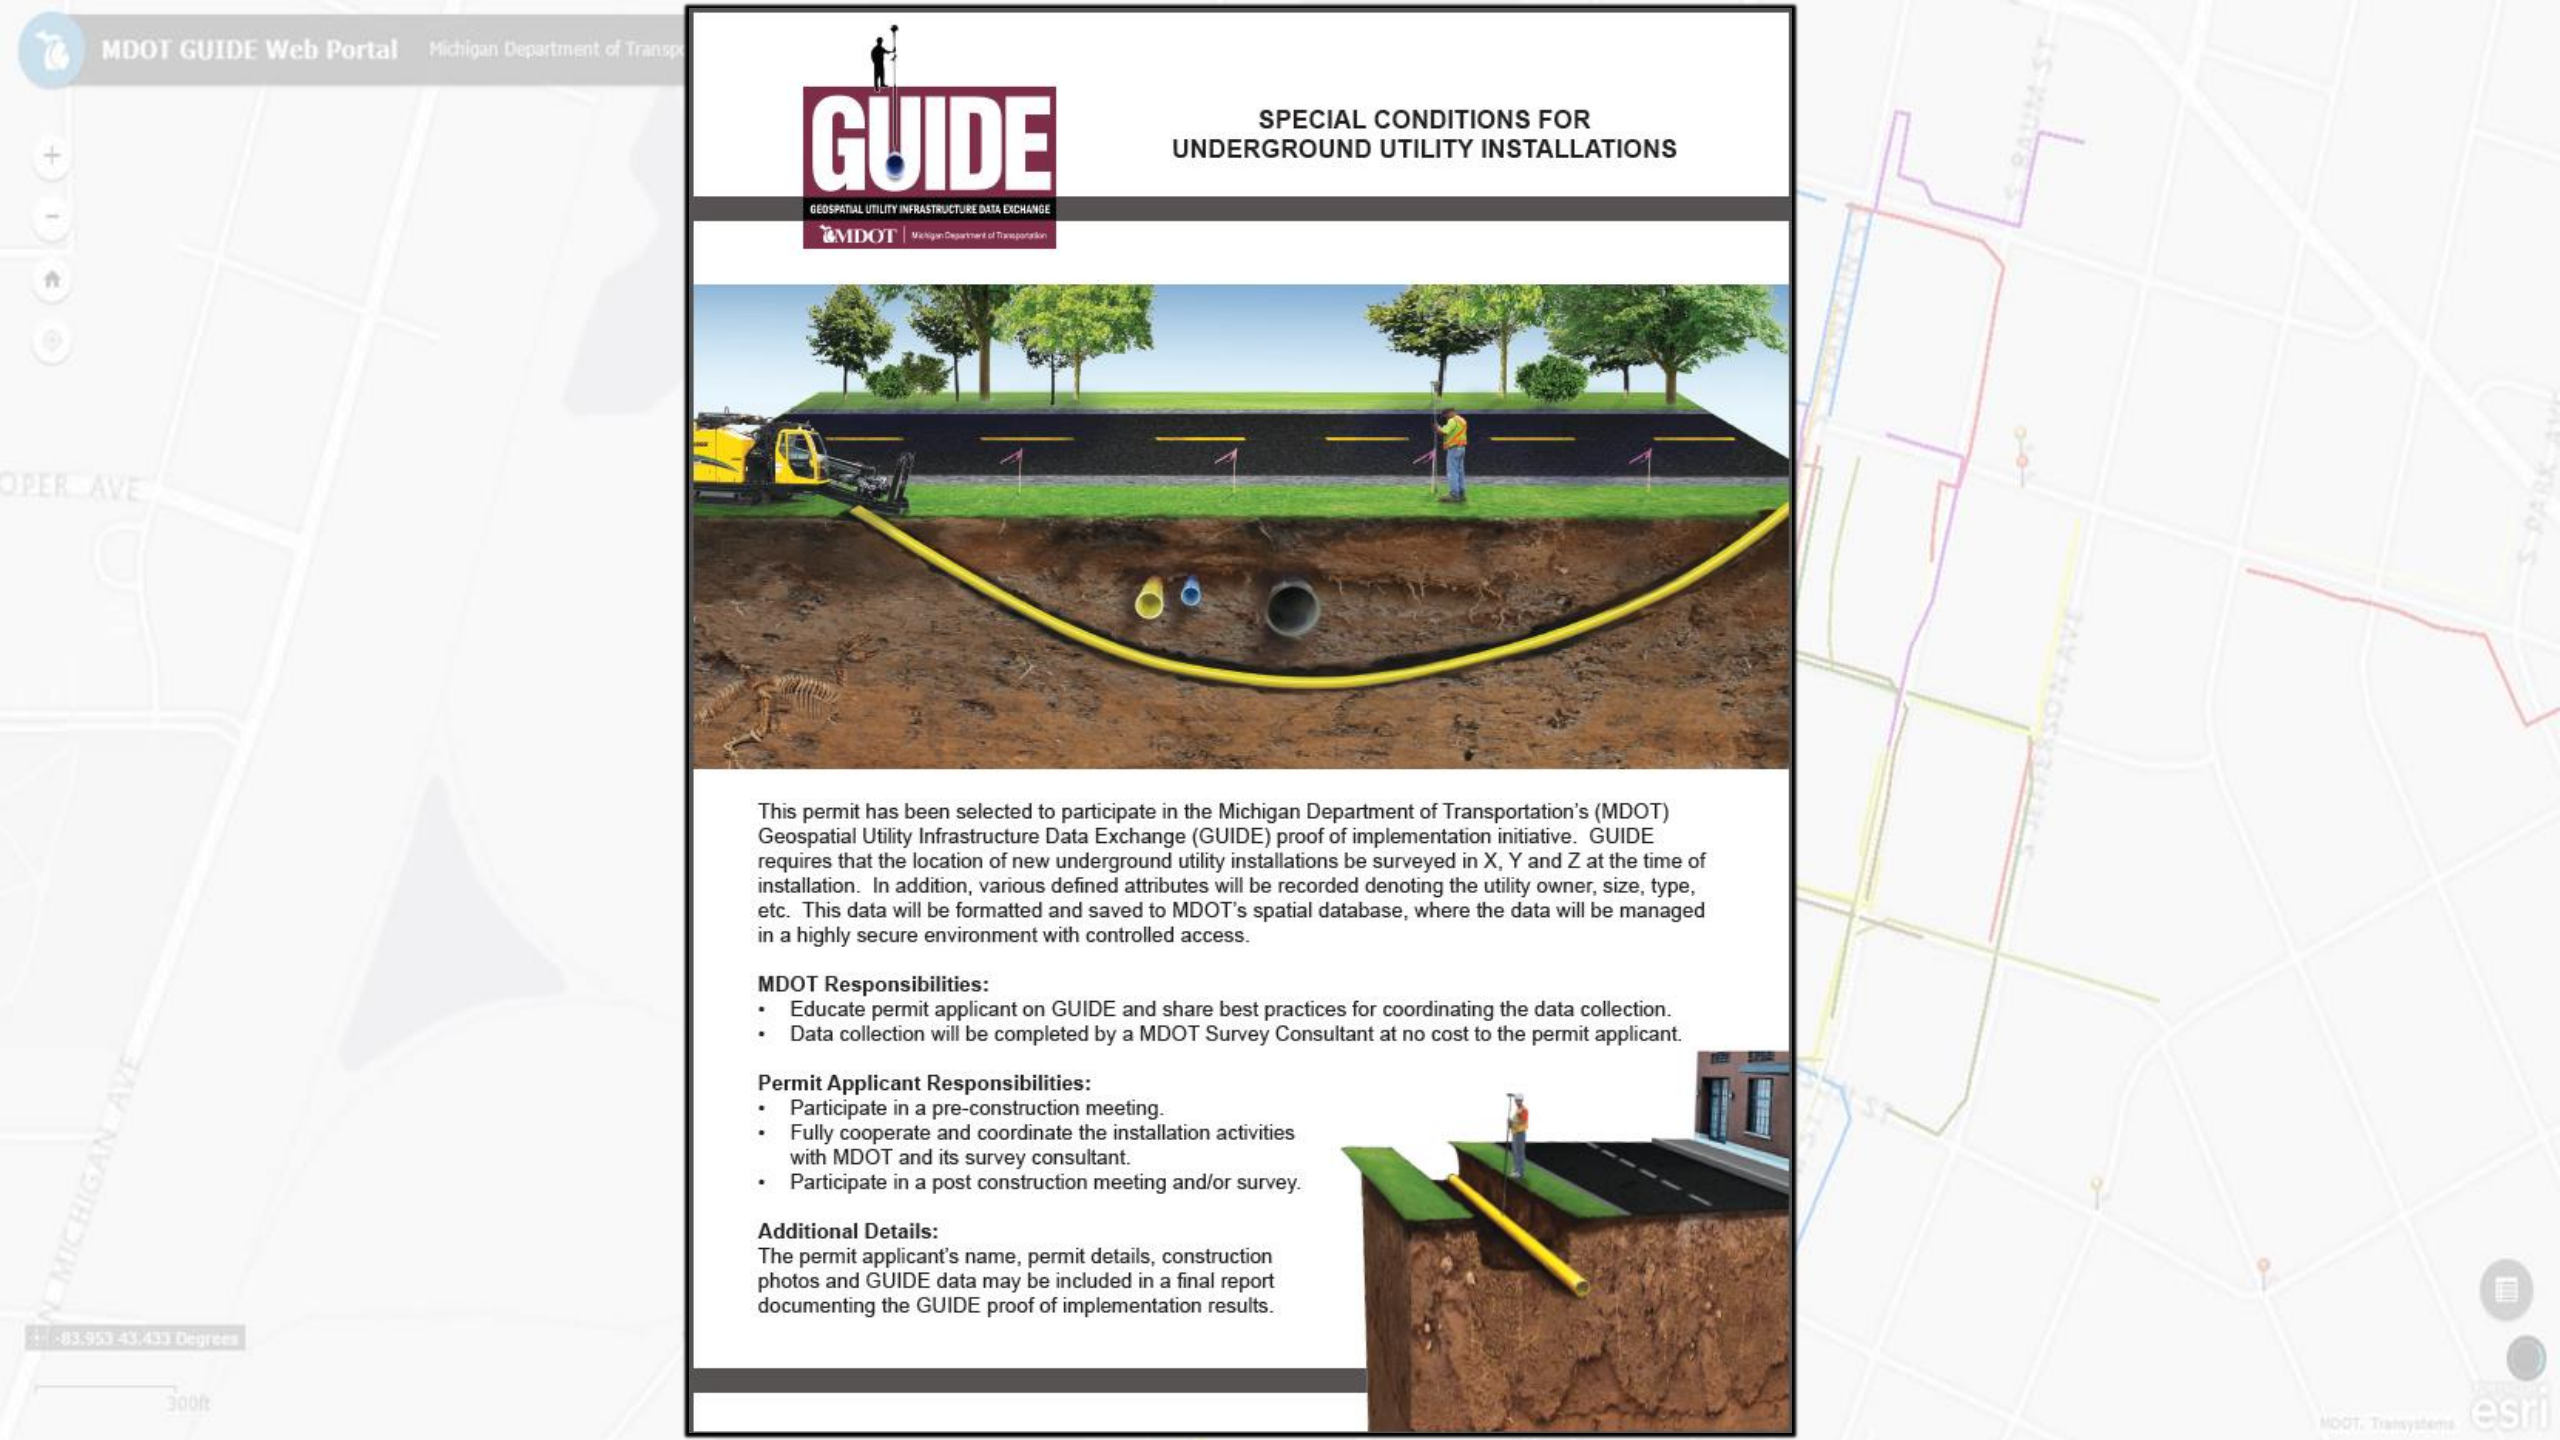 MDOT GUIDE Web Portal
Michigan Department of
GUIDE
GEOSPATIAL UTILITY INFRASTRUCTURE DATA EXCHANGE
MDOT
Michigan Department of Transportation
SPECIAL CONDITIONS FOR
UNDERGROUND UTILITY INSTALLATIONS
This permit has been selected to participate in the Michigan Department of Transportation's (MDOT)
Geospatial Utility Infrastructure Data Exchange (GUIDE) proof of implementation initiative. GUIDE
requires that the location of new underground utility installations be surveyed in X, Y and Z at the time of
installation. In addition, various defined attributes will be recorded denoting the utility owner, size, type,
etc. This data will be formatted and saved to MDOT's spatial database, where the data will be managed
in a highly secure environment with controlled access.
MDOT Responsibilities:
• Educate permit applicant on GUIDE and share best practices for coordinating the data collection.
• Data collection will be completed by a MDOT Survey Consultant at no cost to the permit applicant.
Permit Applicant Responsibilities:
• Participate in a pre-construction meeting.
• Fully cooperate and coordinate the installation activities
with MDOT and its survey consultant.
• Participate in a post construction meeting and/or survey.
Additional Details:
The permit applicant's name, permit details, construction
photos and GUIDE data may be included in a final report
documenting the GUIDE proof of implementation results.
OPER AVE
N MICHIGAN AVE
S JEFFERSON AVE
S PARK AVE
-83.953 43.433 Degrees
300ft
MDOT, Transystems
esri